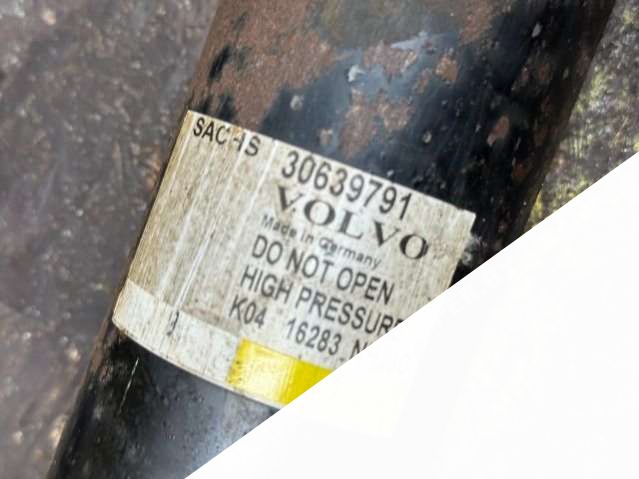 SACHS 30639791
VOLVO
Made in Germany
DO NOT OPEN
HIGH PRESSURE
K04 16283